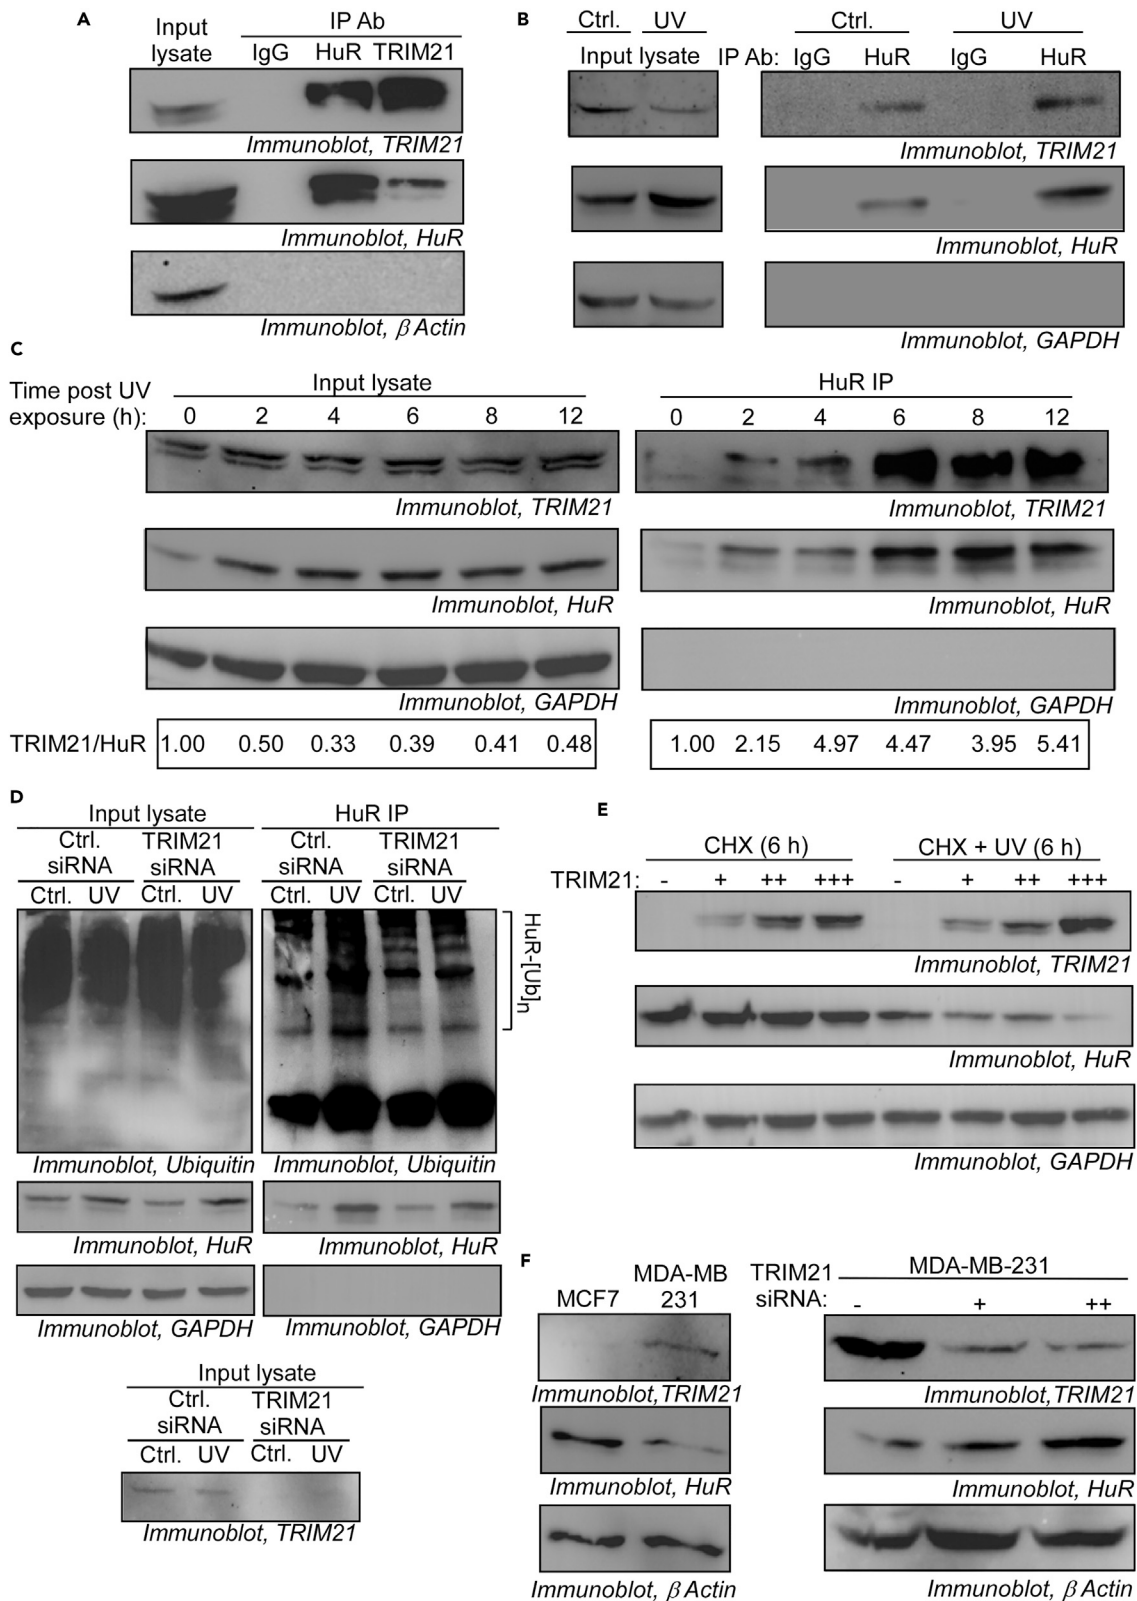 A
Input
lysate
IP Ab
IgG HuR TRIM21
Immunoblot, TRIM21
Immunoblot, HuR
Immunoblot, β Actin
B
Ctrl. UV
Input lysate
IP Ab:
Ctrl. UV
IgG HuR IgG HuR
Immunoblot, TRIM21
Immunoblot, HuR
Immunoblot, GAPDH
C
Time post UV
exposure (h):
Input lysate
0 2 4 6 8 12
HuR IP
0 2 4 6 8 12
Immunoblot, TRIM21
Immunoblot, TRIM21
Immunoblot, HuR
Immunoblot, HuR
Immunoblot, GAPDH
Immunoblot, GAPDH
TRIM21/HuR
1.00 0.50 0.33 0.39 0.41 0.48
1.00 2.15 4.97 4.47 3.95 5.41
D
Input lysate
Ctrl. TRIM21
siRNA siRNA
Ctrl. UV Ctrl. UV
HuR IP
Ctrl. TRIM21
siRNA siRNA
Ctrl. UV Ctrl. UV
HuR-[Ub]n
Immunoblot, Ubiquitin
Immunoblot, Ubiquitin
Immunoblot, HuR
Immunoblot, HuR
Immunoblot, GAPDH
Immunoblot, GAPDH
Input lysate
Ctrl. TRIM21
siRNA siRNA
Ctrl. UV Ctrl. UV
Immunoblot, TRIM21
E
CHX (6 h) CHX + UV (6 h)
TRIM21: - + ++ +++ - + ++ +++
Immunoblot, TRIM21
Immunoblot, HuR
Immunoblot, GAPDH
F
MCF7
MDA-MB
231
Immunoblot,TRIM21
Immunoblot, HuR
Immunoblot, β Actin
TRIM21
siRNA:
MDA-MB-231
- + ++
Immunoblot,TRIM21
Immunoblot, HuR
Immunoblot, β Actin